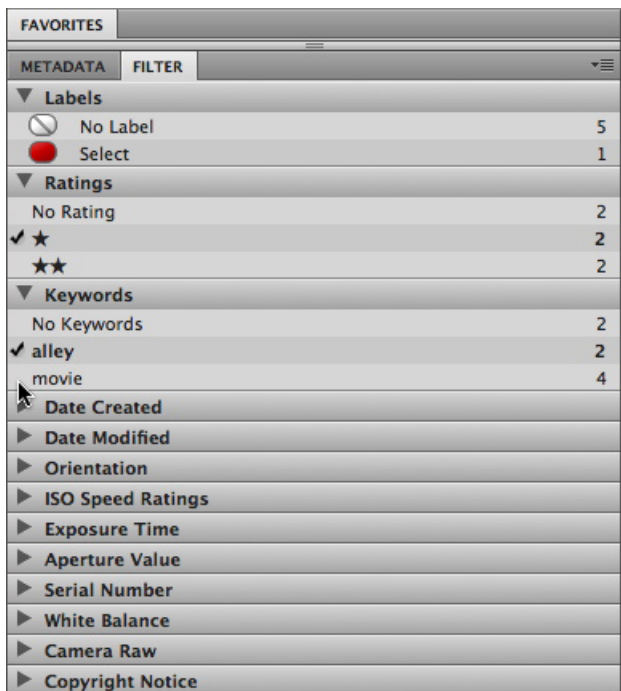 FAVORITES
METADATA FILTER
Labels
No Label 5
Select 1
Ratings
No Rating 2
★ 2
★★ 2
Keywords
No Keywords 2
alley 2
movie 4
Date Created
Date Modified
Orientation
ISO Speed Ratings
Exposure Time
Aperture Value
Serial Number
White Balance
Camera Raw
Copyright Notice